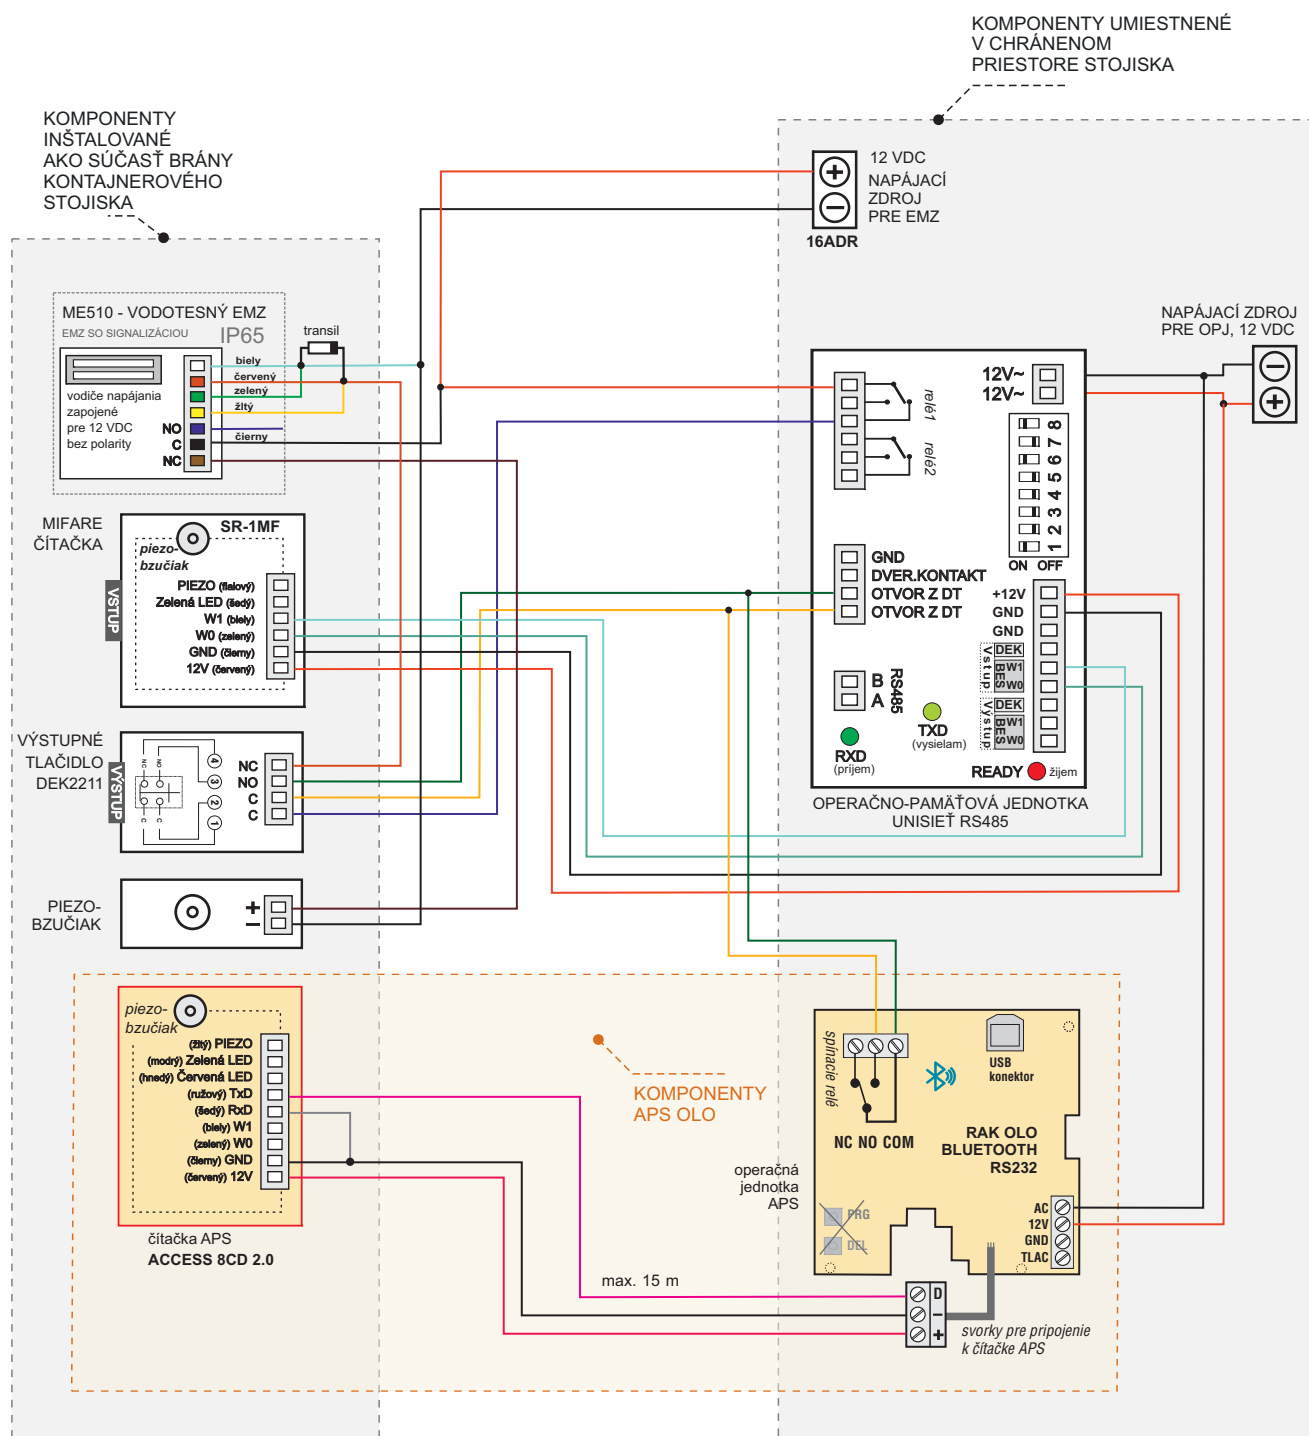 KOMPONENTY UMIESTNENÉ
V CHRÁNENOM
PRIESTORE STOJISKA
KOMPONENTY
INŠTALOVANÉ
AKO SÚČASŤ BRÁNY
KONTAJNEROVÉHO
STOJISKA
12 VDC
NAPÁJACÍ
ZDROJ
PRE EMZ
16ADR
NAPÁJACÍ ZDROJ
PRE OPJ, 12 VDC
ME510 - VODOTESNÝ EMZ
EMZ SO SIGNALIZÁCIOU
IP65
transil
vodiče napájania
zapojené
pre 12 VDC
bez polarity
biely
červený
zelený
žltý
NO
C
čierny
NC
MIFARE
ČÍTAČKA
SR-1MF
piezo-
bzučiak
VSTUP
PIEZO (fialový)
Zelená LED (šedý)
W1 (biely)
W0 (zelený)
GND (čierny)
12V (červený)
VÝSTUPNÉ
TLAČIDLO
DEK2211
VÝSTUP
NC
NO
4
3
2
1
C
C
NC
NO
C
C
PIEZO-
BZUČIAK
+
–
12V~
12V~
relé1
relé2
8
7
6
5
4
3
2
1
ON OFF
GND
DVER.KONTAKT
OTVOR Z DT
OTVOR Z DT
+12V
GND
GND
Vstup
DEK
BES
W1
W0
Výstup
DEK
BES
W1
W0
B
A
RS485
TXD
(vysielam)
RXD
(príjem)
READY
žijem
OPERAČNO-PAMÄŤOVÁ JEDNOTKA
UNISIEŤ RS485
piezo-
bzučiak
(žltý) PIEZO
(modrý) Zelená LED
(hnedý) Červená LED
(ružový) TxD
(šedý) RxD
(biely) W1
(zelený) W0
(čierny) GND
(červený) 12V
čítačka APS
ACCESS 8CD 2.0
KOMPONENTY
APS OLO
spínacie relé
USB
konektor
NC NO COM
RAK OLO
BLUETOOTH
RS232
operačná
jednotka
APS
PRG
DEL
AC
12V
GND
TLAC
max. 15 m
D
–
+
svorky pre pripojenie
k čítačke APS